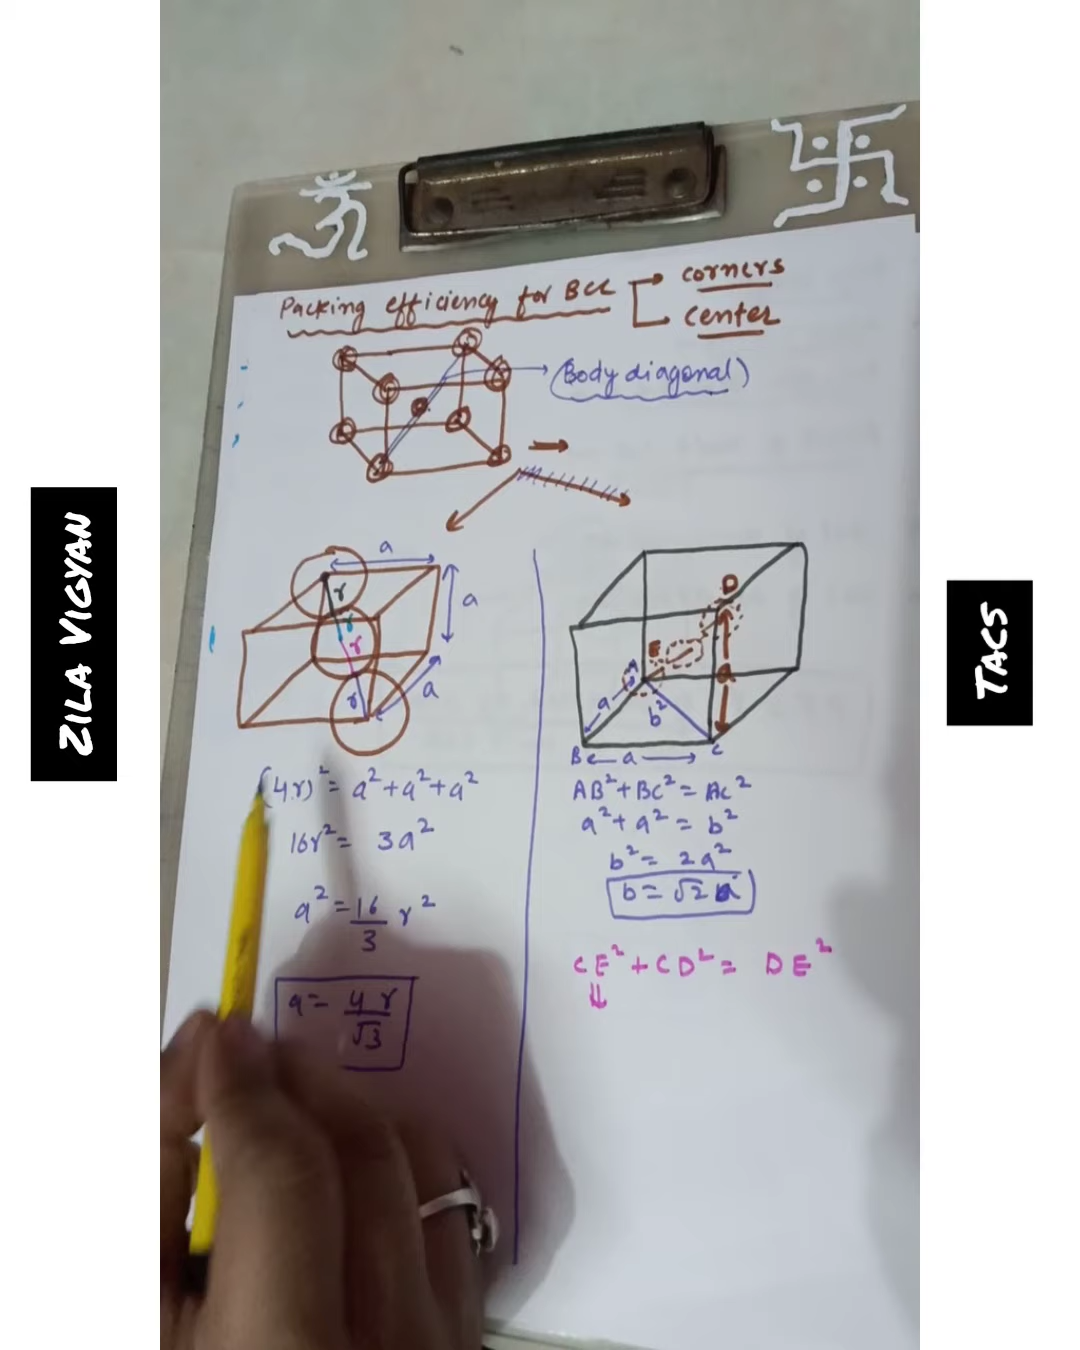 ॐ
Packing efficiency for BCC
corners
center
(Body diagonal)
a
a
a
r
r
r
r
(4r)² = a² + a² + a²
16r² = 3a²
a² = 16/3 r²
a = 4r/√3
D
E
A
a
a
b²
B ← a → C
AB² + BC² = AC²
a² + a² = b²
b² = 2a²
b = √2 a
CE² + CD² = DE²
ZILA VIGYAN
TACS